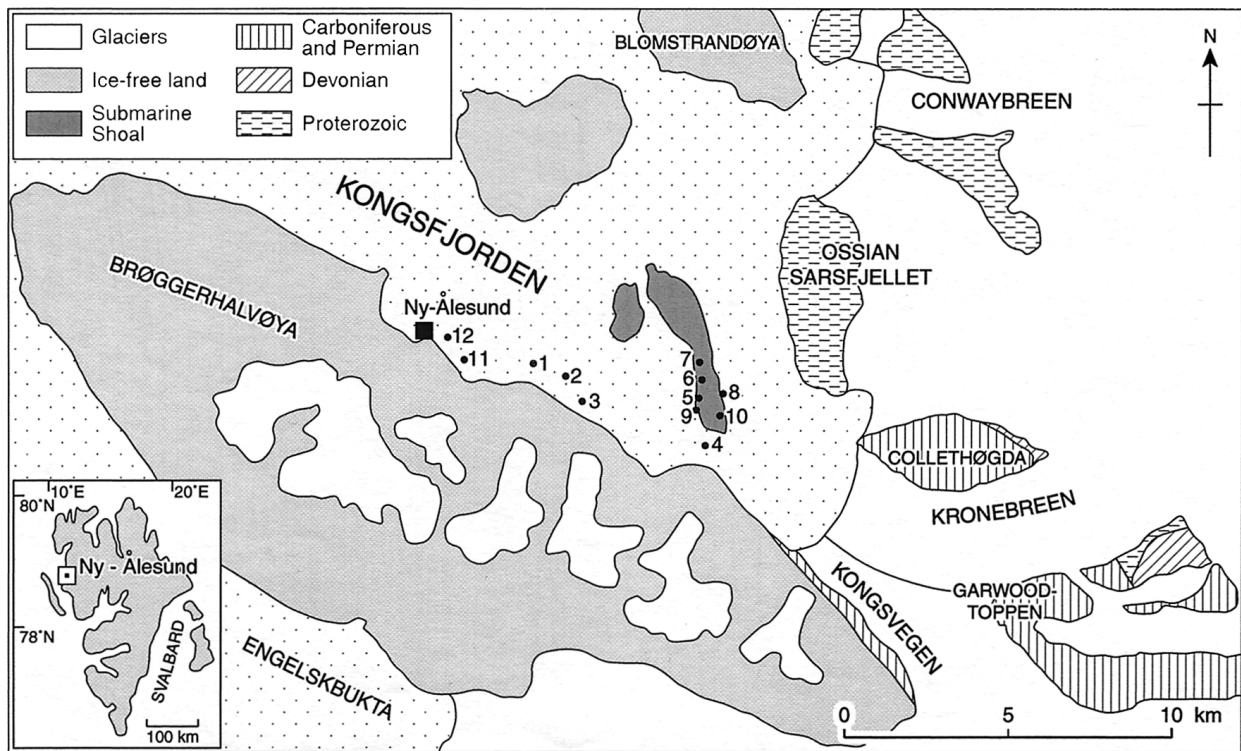 Glaciers
Ice-free land
Submarine
Shoal
Carboniferous
and Permian
Devonian
Proterozoic
BLOMSTRANDØYA
N
CONWAYBREEN
KONGSFJORDEN
OSSIAN
SARSFJELLET
BRØGGERHALVØYA
Ny-Ålesund
12
11
1
2
3
7
6
5
8
9
10
4
COLLETHØGDA
KRONEBREEN
KONGSVEGEN
GARWOOD-
TOPPEN
ENGELSKBUKTA
10°E
20°E
80°N
Ny - Ålesund
78°N
SVALBARD
100 km
0
5
10 km